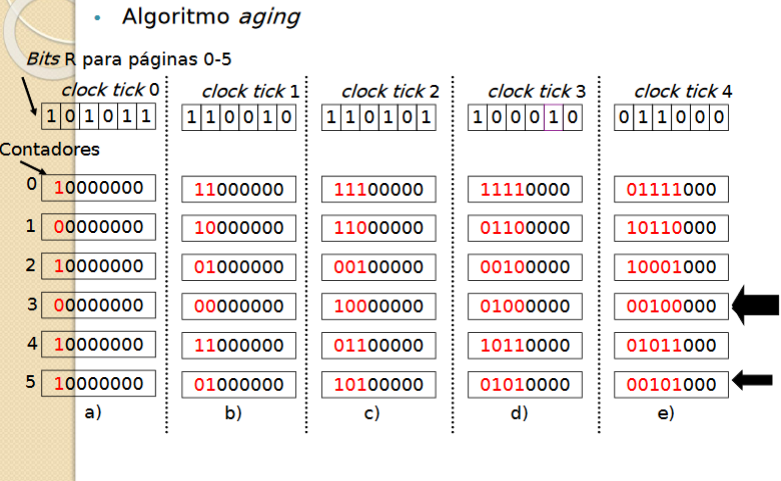 • Algoritmo aging
Bits R para páginas 0-5
clock tick 0 clock tick 1 clock tick 2 clock tick 3 clock tick 4
1 0 1 0 1 1 1 1 0 0 1 0 1 1 0 1 0 1 1 0 0 0 1 0 0 1 1 0 0 0
Contadores
0 10000000 11000000 11100000 11110000 01111000
1 00000000 10000000 11000000 01100000 10110000
2 10000000 01000000 00100000 00100000 10001000
3 00000000 00000000 10000000 01000000 00100000
4 10000000 11000000 01100000 10110000 01011000
5 10000000 01000000 10100000 01010000 00101000
a) b) c) d) e)